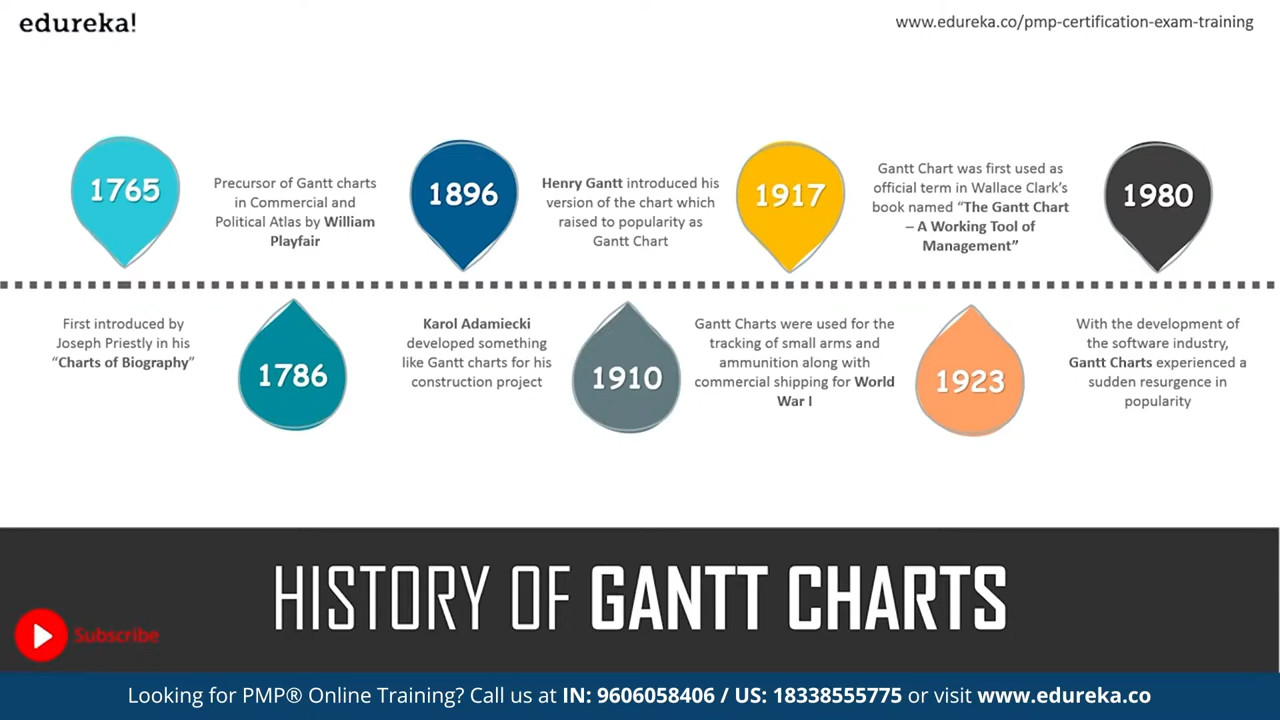 edureka!
www.edureka.co/pmp-certification-exam-training
1765
First introduced by
Joseph Priestly in his
“Charts of Biography”
Precursor of Gantt charts
in Commercial and
Political Atlas by William
Playfair
1786
1896
Karol Adamiecki
developed something
like Gantt charts for his
construction project
Henry Gantt introduced his
version of the chart which
raised to popularity as
Gantt Chart
1910
1917
Gantt Charts were used for the
tracking of small arms and
ammunition along with
commercial shipping for World
War I
Gantt Chart was first used as
official term in Wallace Clark’s
book named “The Gantt Chart
– A Working Tool of
Management”
1923
1980
With the development of
the software industry,
Gantt Charts experienced a
sudden resurgence in
popularity
HISTORY OF GANTT CHARTS
Subscribe
Looking for PMP® Online Training? Call us at IN: 9606058406 / US: 18338555775 or visit www.edureka.co